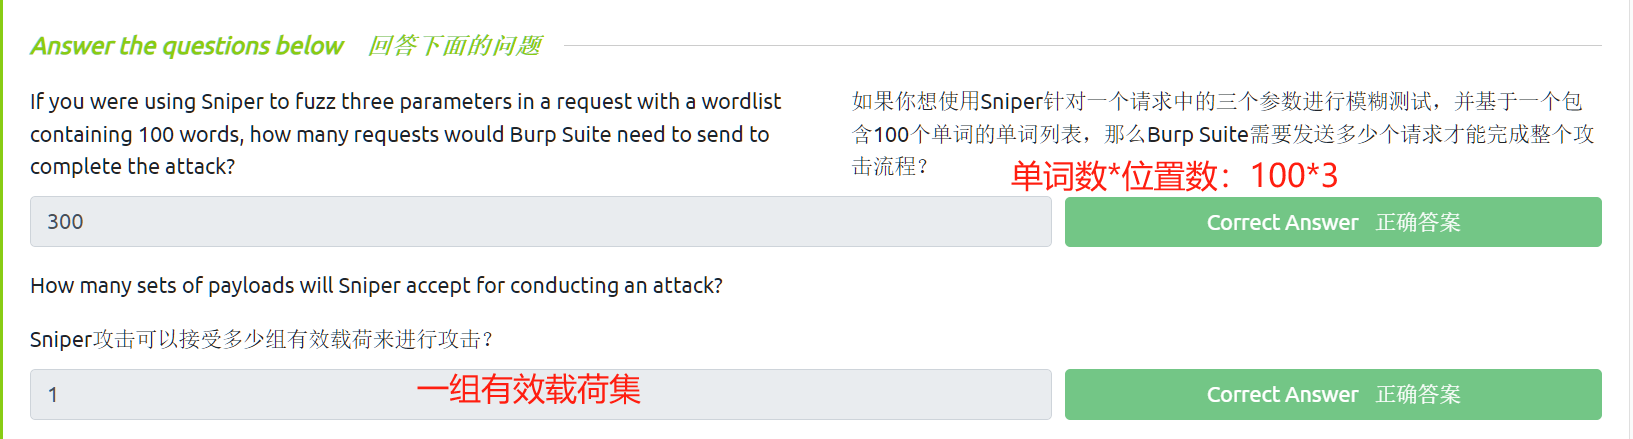 Answer the questions below 回答下面的问题
If you were using Sniper to fuzz three parameters in a request with a wordlist
containing 100 words, how many requests would Burp Suite need to send to
complete the attack?
如果你想使用Sniper针对一个请求中的三个参数进行模糊测试，并基于一个包
含100个单词的单词列表，那么Burp Suite需要发送多少个请求才能完成整个攻
击流程？
单词数*位置数：100*3
300
Correct Answer 正确答案
How many sets of payloads will Sniper accept for conducting an attack?
Sniper攻击可以接受多少组有效载荷来进行攻击？
1
一组有效载荷集
Correct Answer 正确答案